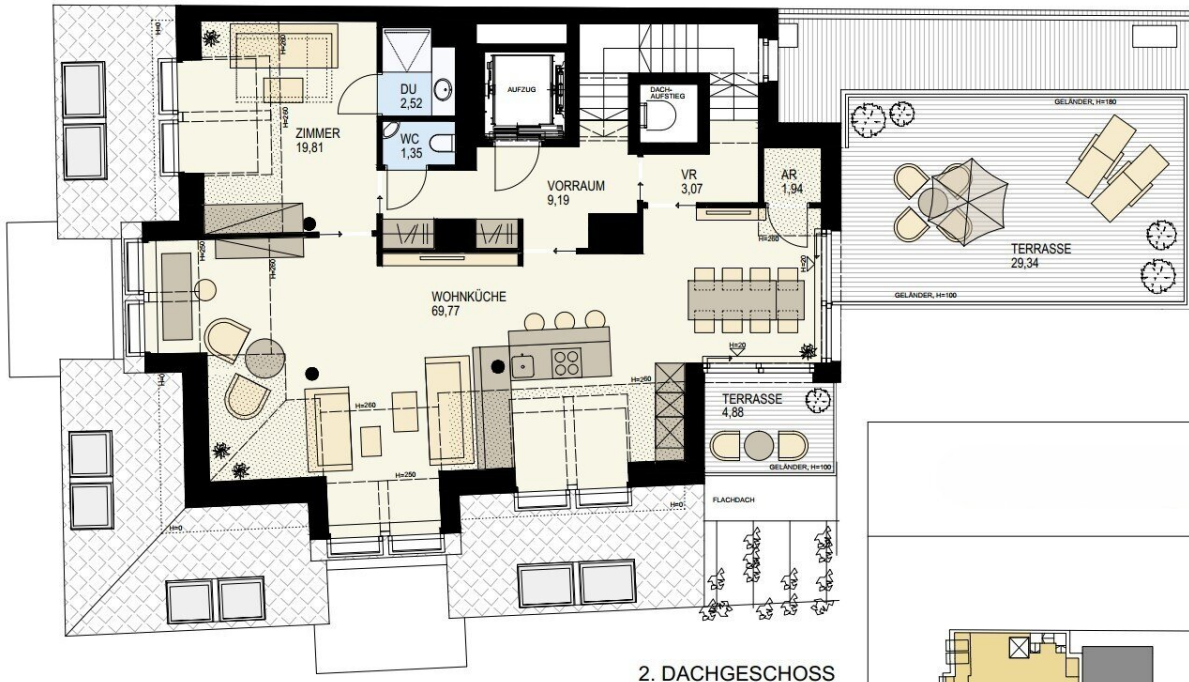 H=0
H=260
H=260
ZIMMER
19,81
DU
2,52
WC
1,35
AUFZUG
DACH-
AUFSTIEG
VORRAUM
9,19
VR
3,07
AR
1,94
GELÄNDER, H=180
TERRASSE
29,34
GELÄNDER, H=100
H=260
H=20
H=250
H=260
WOHNKÜCHE
69,77
H=20
H=0
H=260
H=260
TERRASSE
4,88
GELÄNDER, H=100
H=250
FLACHDACH
H=0
H=0
2. DACHGESCHOSS